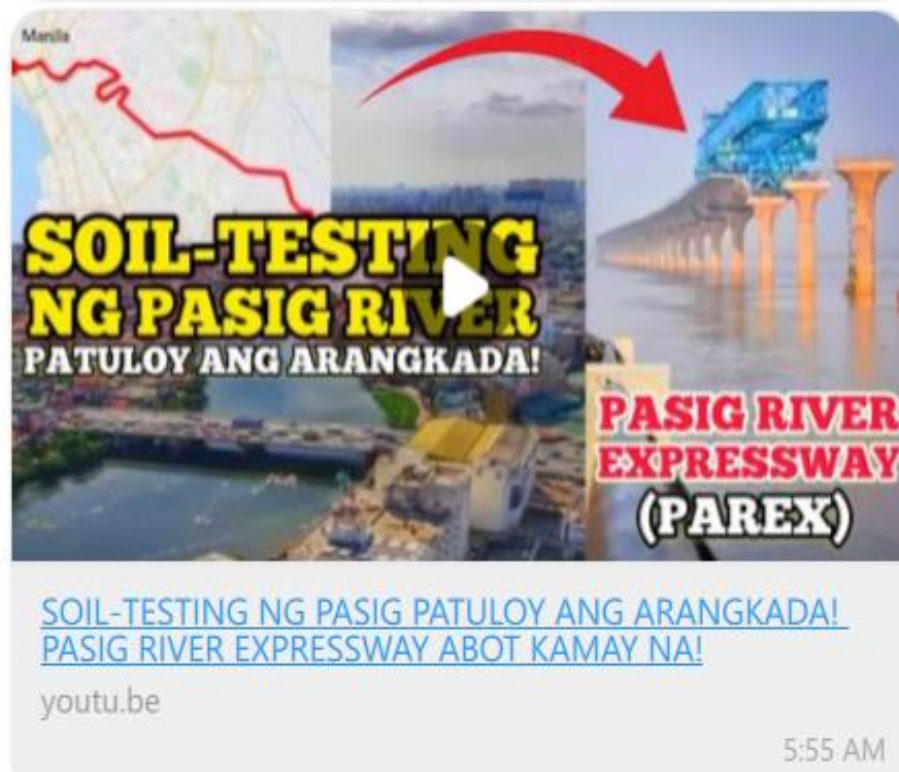 Manila
SOIL-TESTING
NG PASIG RIVER
PATULOY ANG ARANGKADA!
PASIG RIVER
EXPRESSWAY
(PAREX)
SOIL-TESTING NG PASIG PATULOY ANG ARANGKADA!
PASIG RIVER EXPRESSWAY ABOT KAMAY NA!
youtu.be
5:55 AM